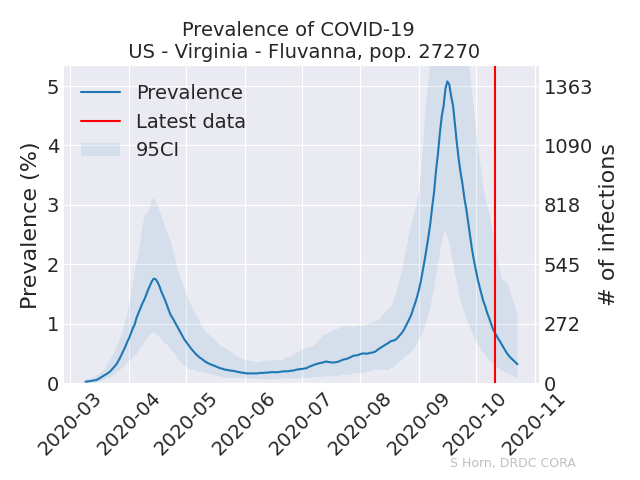 Prevalence of COVID-19
US - Virginia - Fluvanna, pop. 27270
Prevalence
Latest data
95CI
Prevalence (%)
5
4
3
2
1
0
1363
1090
818
545
272
0
# of infections
2020-03
2020-04
2020-05
2020-06
2020-07
2020-08
2020-09
2020-10
2020-11
S Horn, DRDC CORA